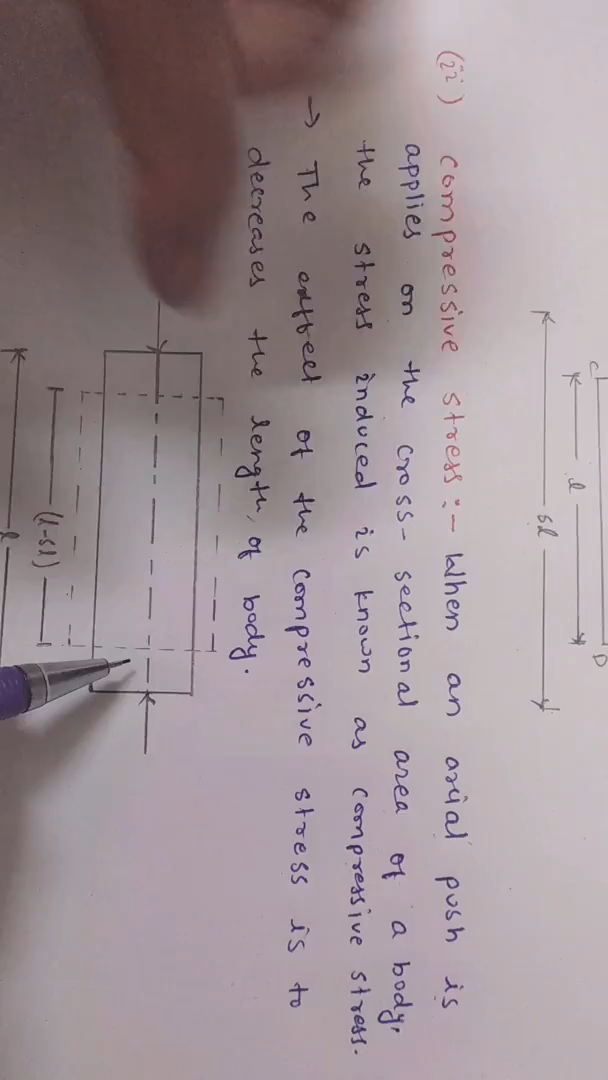 C
D
l
δl
(ii) Compressive stress:- When an axial push is
applies on the cross-sectional area of a body,
the stress induced is known as compressive stress.
→ The effect of the compressive stress is to
decreases the length, of body.
(l-δl)
l